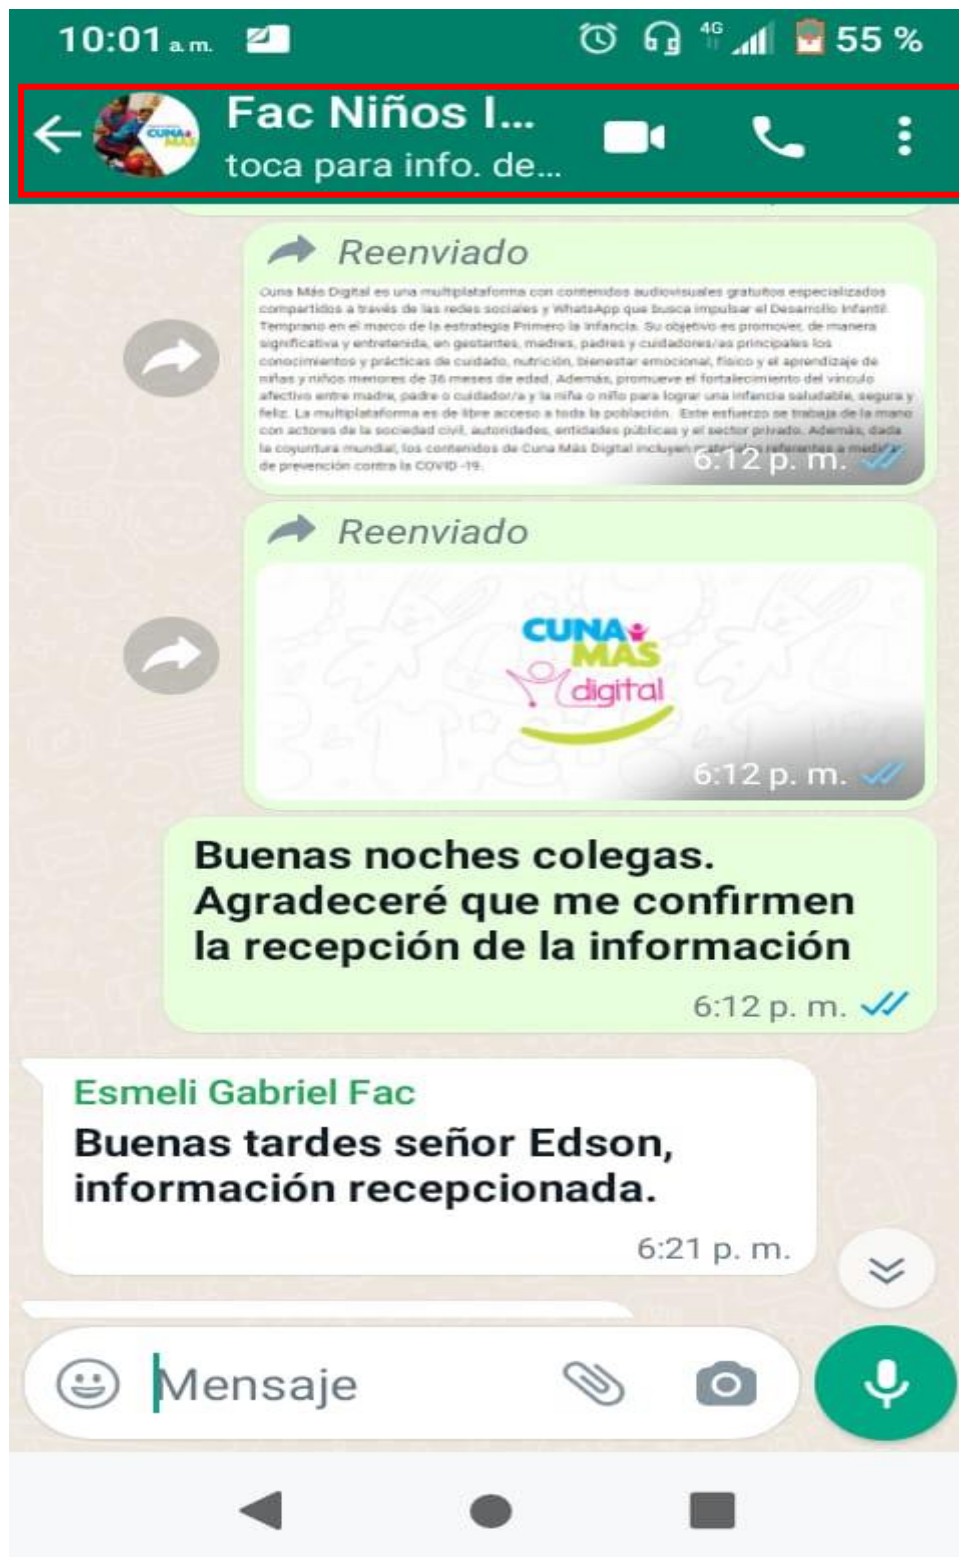 10:01 a. m.
4G
55 %
Fac Niños I...
toca para info. de...
CUNA
MAS
Reenviado
Cuna Más Digital es una multiplataforma con contenidos audiovisuales gratuitos especializados
compartidos a través de las redes sociales y WhatsApp que busca impulsar el Desarrollo Infantil
Temprano en el marco de la estrategia Primero la Infancia. Su objetivo es promover, de manera
significativa y entretenida, en gestantes, madres, padres y cuidadores/as principales los
conocimientos y prácticas de cuidado, nutrición, bienestar emocional, físico y el aprendizaje de
niñas y niños menores de 36 meses de edad. Además, promueve el fortalecimiento del vínculo
afectivo entre madre, padre o cuidador/a y la niña o niño para lograr una infancia saludable, segura y
feliz. La multiplataforma es de libre acceso a toda la población. Este esfuerzo se trabaja de la mano
con actores de la sociedad civil, autoridades, entidades públicas y el sector privado. Además, dada
la coyuntura mundial, los contenidos de Cuna Más Digital incluyen materiales referentes a medidas
de prevención contra la COVID -19.
6:12 p. m.
Reenviado
CUNA
MAS
digital
6:12 p. m.
Buenas noches colegas.
Agradeceré que me confirmen
la recepción de la información
6:12 p. m.
Esmeli Gabriel Fac
Buenas tardes señor Edson,
información recepcionada.
6:21 p. m.
Mensaje